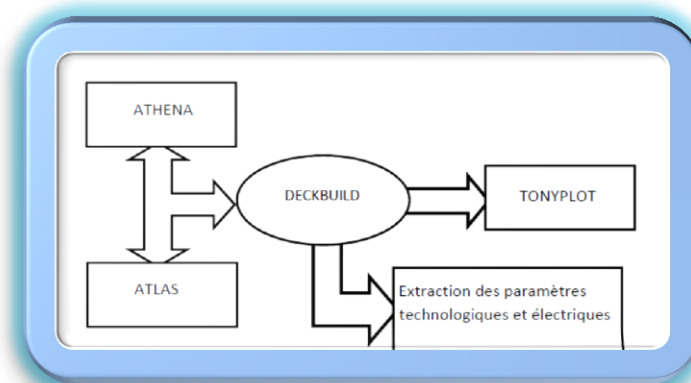 ATHENA
DECKBUILD
TONYPLOT
ATLAS
Extraction des paramètres
technologiques et électriques